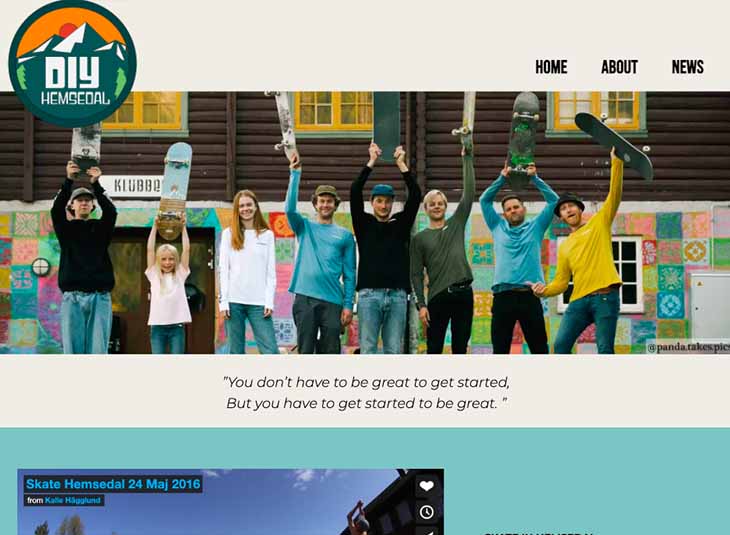 DIY
HEMSEDAL
HOME
ABOUT
NEWS
KLUBB
@panda.takes.pics
"You don't have to be great to get started,
But you have to get started to be great. "
Skate Hemsedal 24 Maj 2016
from Kalle Hägglund